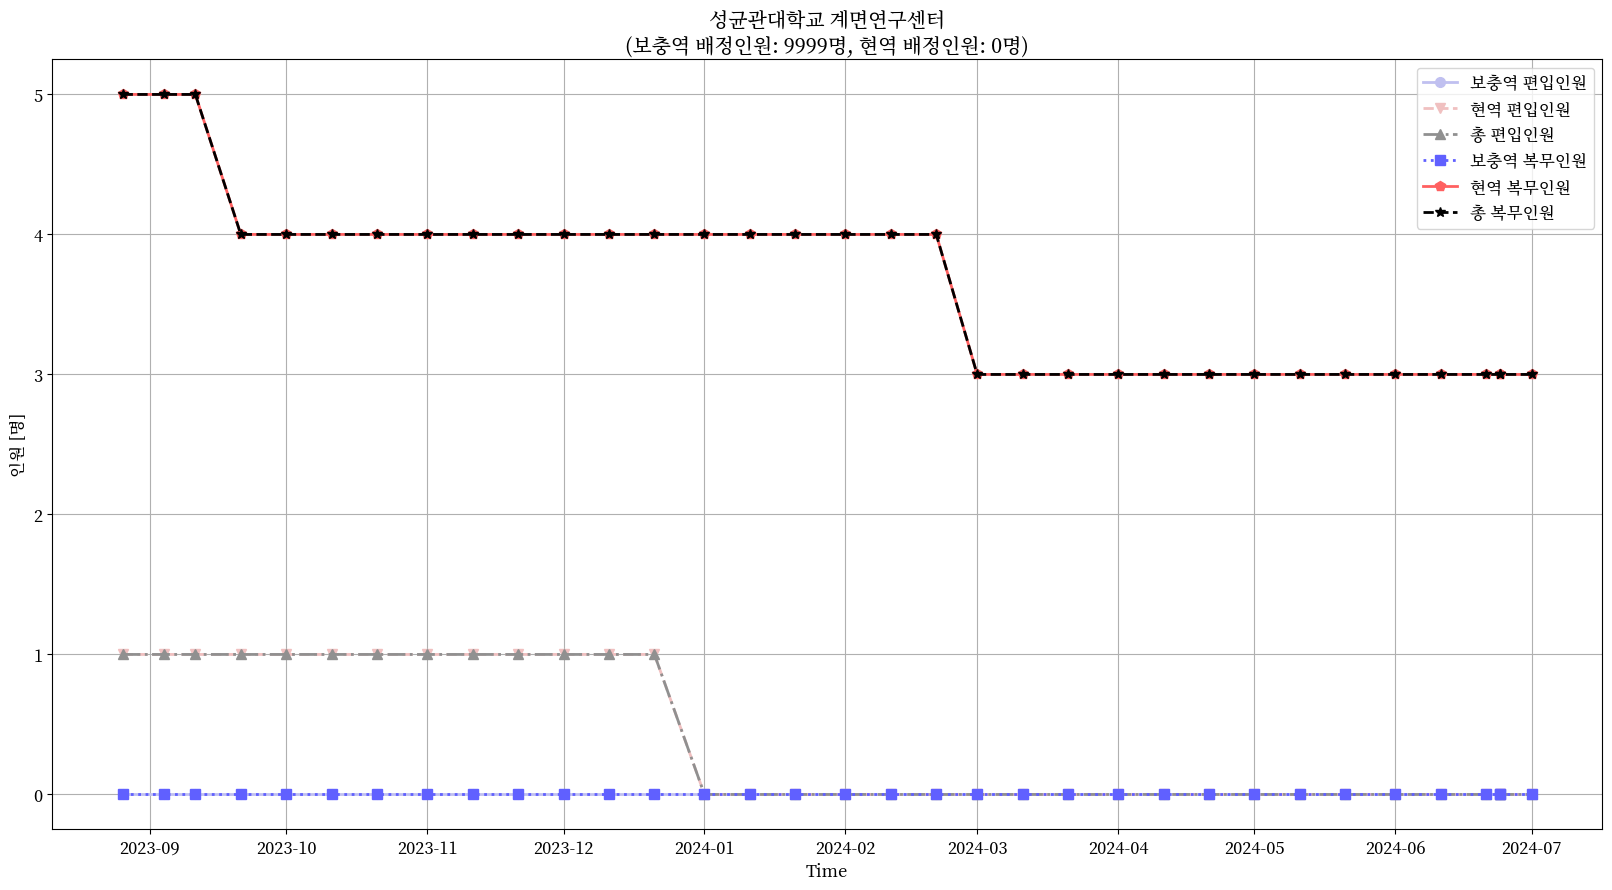 성균관대학교 계면연구센터
(보충역 배정인원: 9999명, 현역 배정인원: 0명)
보충역 편입인원
현역 편입인원
총 편입인원
보충역 복무인원
현역 복무인원
총 복무인원
인원 [명]
5
4
3
2
1
0
2023-09 2023-10 2023-11 2023-12 2024-01 2024-02 2024-03 2024-04 2024-05 2024-06 2024-07
Time